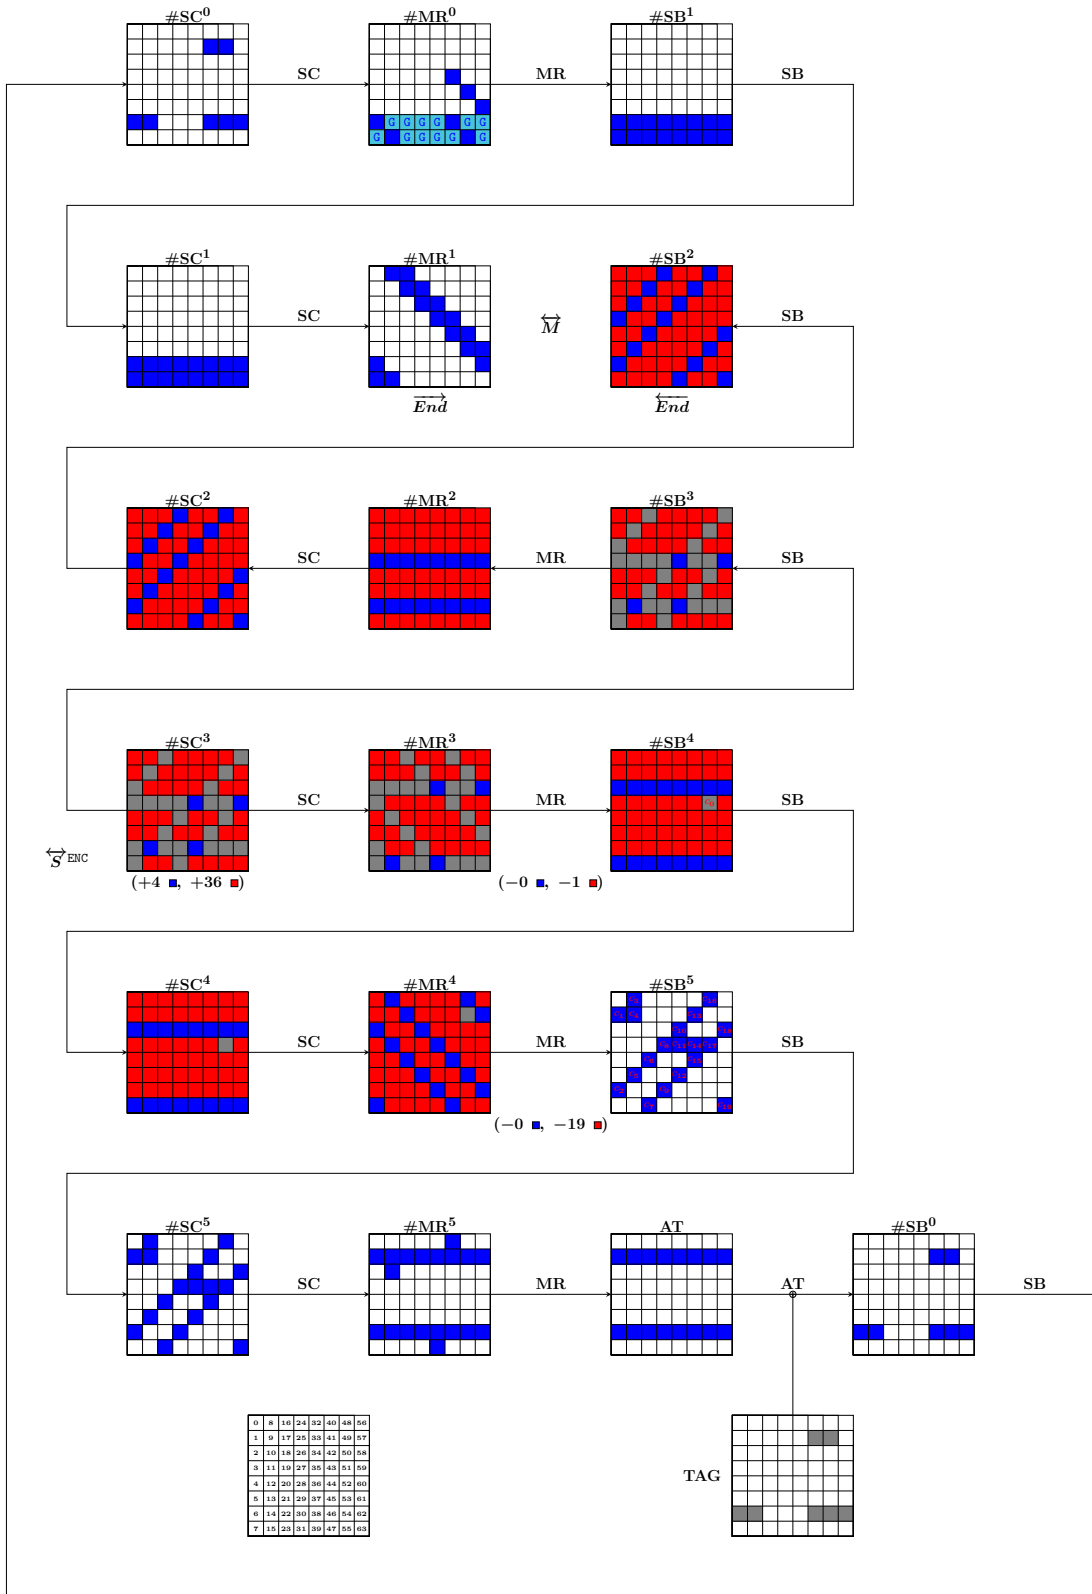 #SC⁰ #MR⁰ #SB¹
SC MR SB
G G G G G G
G G G G G G
#SC¹ #MR¹ #SB²
SC M SB
End End
#SC² #MR² #SB³
SC MR SB
#SC³ #MR³ #SB⁴
c₀
SC MR SB
S ENC
(+4 , +36 ) (−0 , −1 )
#SC⁴ #MR⁴ #SB⁵
SC MR SB
(−0 , −19 )
#SC⁵ #MR⁵ AT #SB⁰
SC MR AT SB
0 8 16 24 32 40 48 56
1 9 17 25 33 41 49 57
2 10 18 26 34 42 50 58
3 11 19 27 35 43 51 59
4 12 20 28 36 44 52 60
5 13 21 29 37 45 53 61
6 14 22 30 38 46 54 62
7 15 23 31 39 47 55 63
TAG